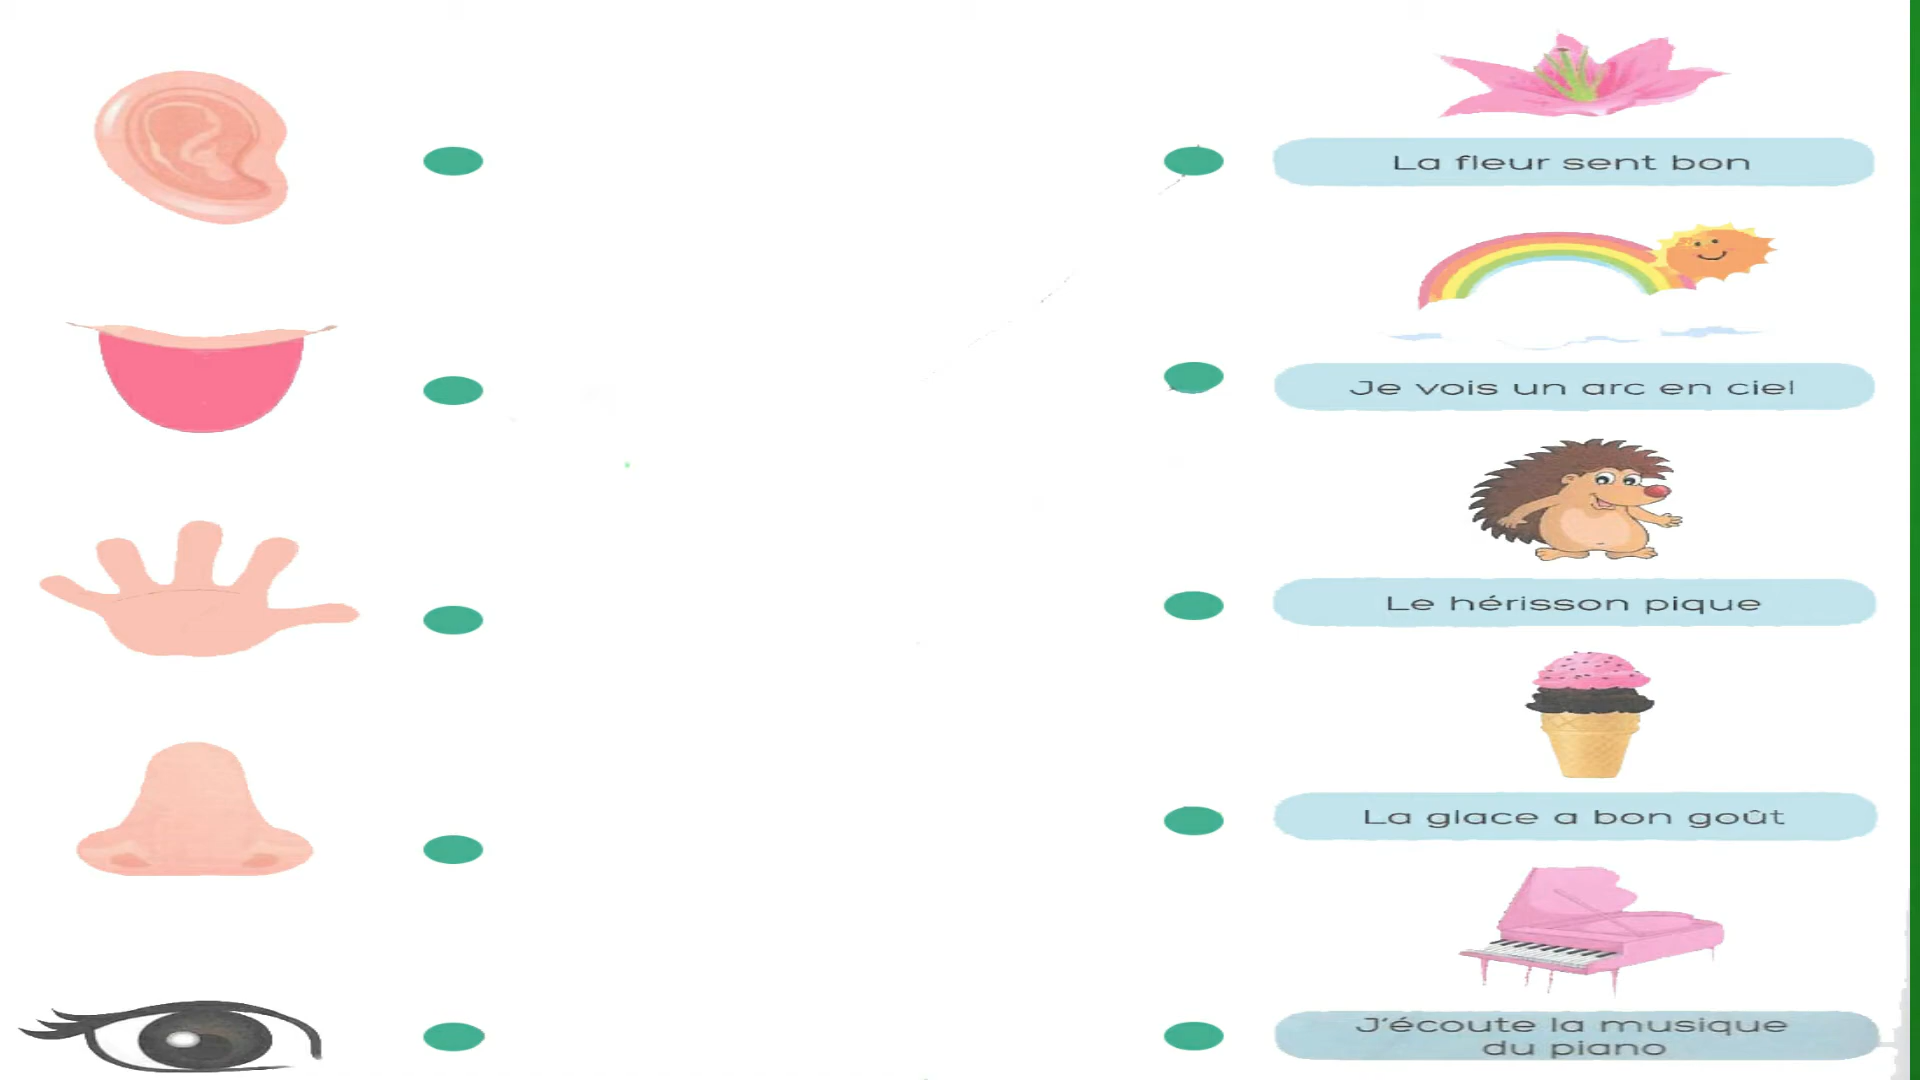 La fleur sent bon
Je vois un arc en ciel
Le hérisson pique
La glace a bon goût
J'écoute la musique
du piano